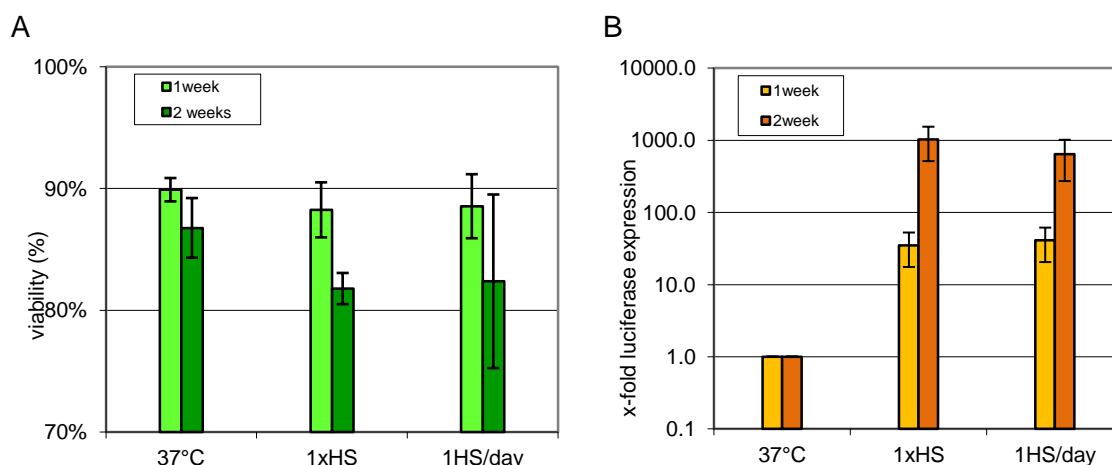 A
viability (%)
100%
90%
80%
70%
1week
2 weeks
37°C
1xHS
1HS/day
B
x-fold luciferase expression
10000.0
1000.0
100.0
10.0
1.0
0.1
1week
2week
37°C
1xHS
1HS/day